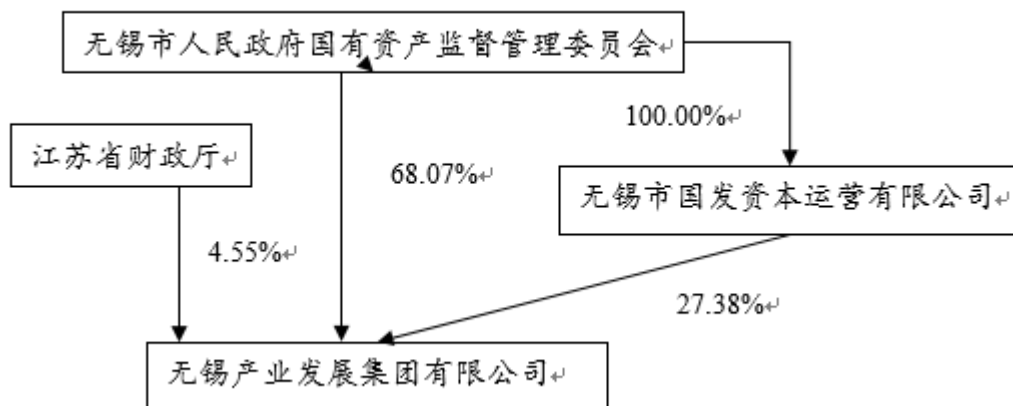 无锡市人民政府国有资产监督管理委员会
100.00%
江苏省财政厅
68.07%
无锡市国发资本运营有限公司
4.55%
27.38%
无锡产业发展集团有限公司